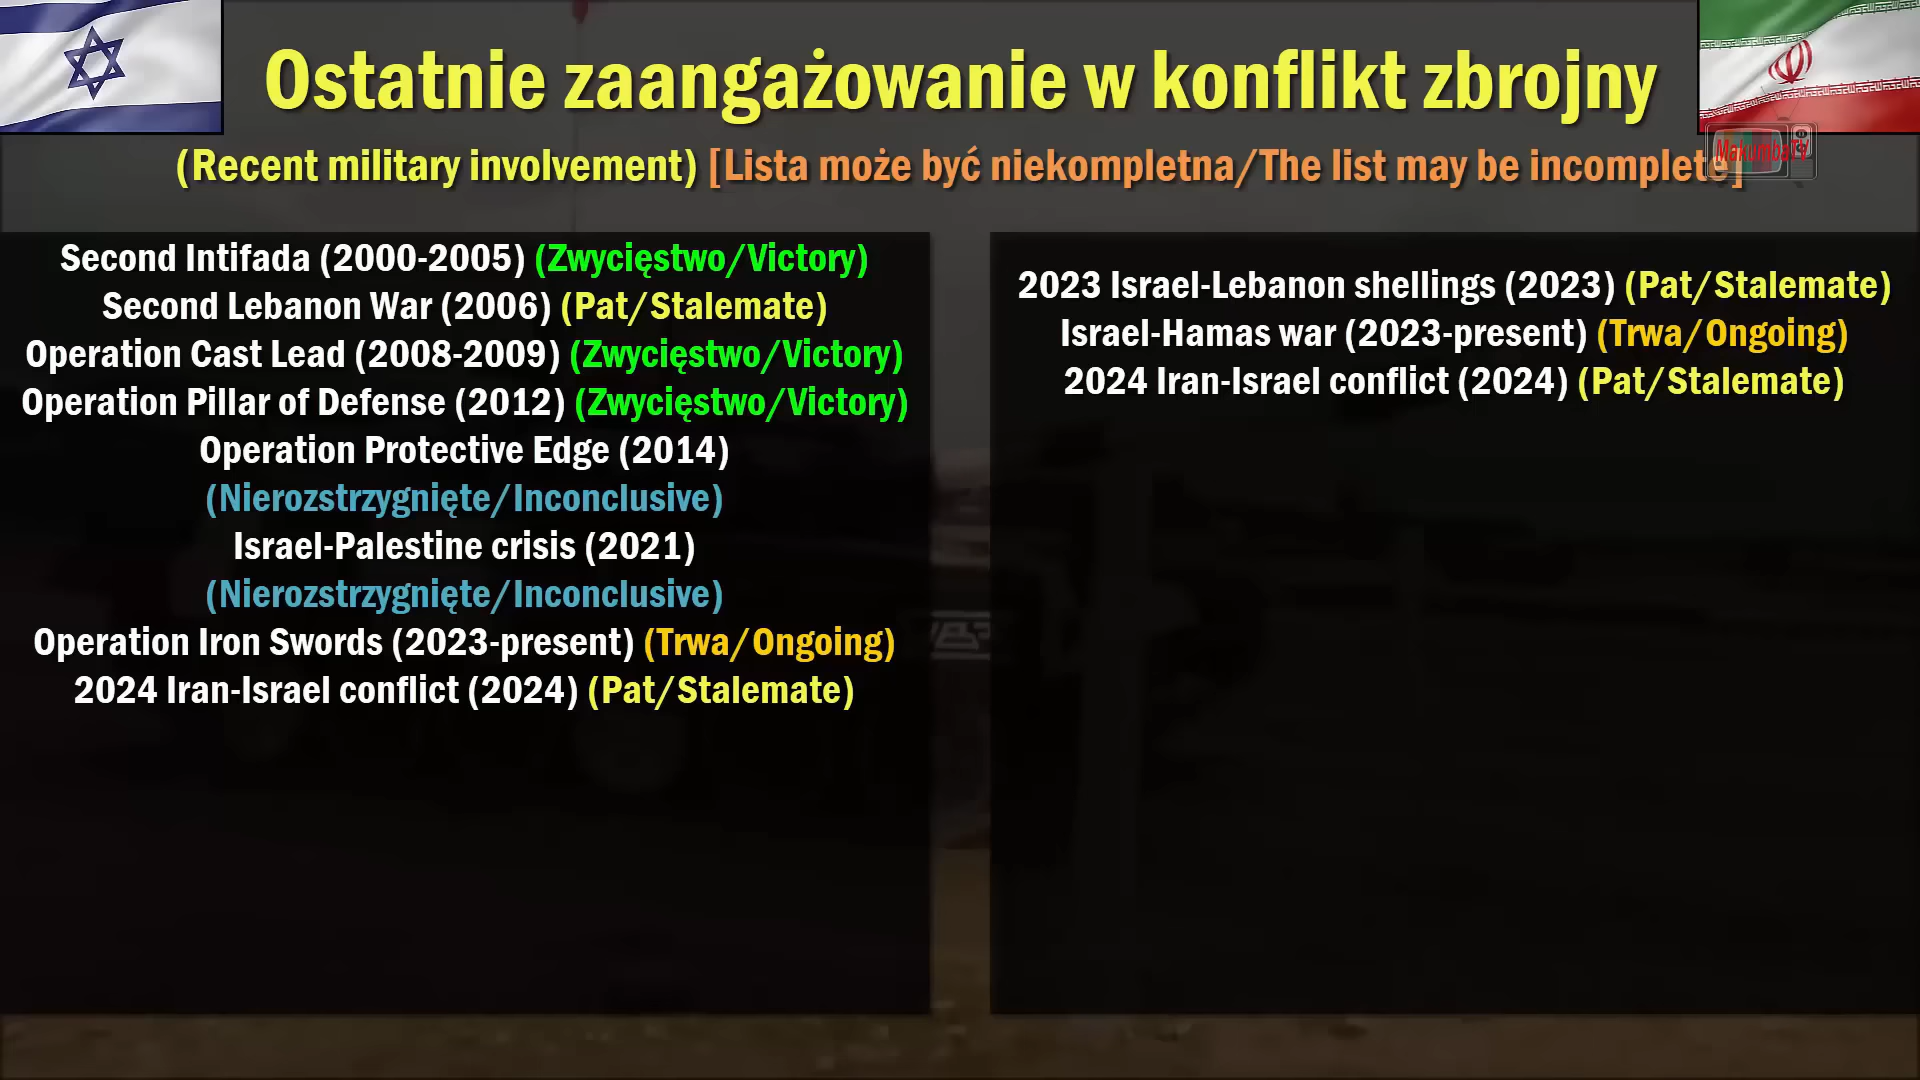 Ostatnie zaangażowanie w konflikt zbrojny
(Recent military involvement) [Lista może być niekompletna/The list may be incomplete]
MakumbaTV
Second Intifada (2000-2005) (Zwycięstwo/Victory)
Second Lebanon War (2006) (Pat/Stalemate)
Operation Cast Lead (2008-2009) (Zwycięstwo/Victory)
Operation Pillar of Defense (2012) (Zwycięstwo/Victory)
Operation Protective Edge (2014)
(Nierozstrzygnięte/Inconclusive)
Israel-Palestine crisis (2021)
(Nierozstrzygnięte/Inconclusive)
Operation Iron Swords (2023-present) (Trwa/Ongoing)
2024 Iran-Israel conflict (2024) (Pat/Stalemate)
2023 Israel-Lebanon shellings (2023) (Pat/Stalemate)
Israel-Hamas war (2023-present) (Trwa/Ongoing)
2024 Iran-Israel conflict (2024) (Pat/Stalemate)